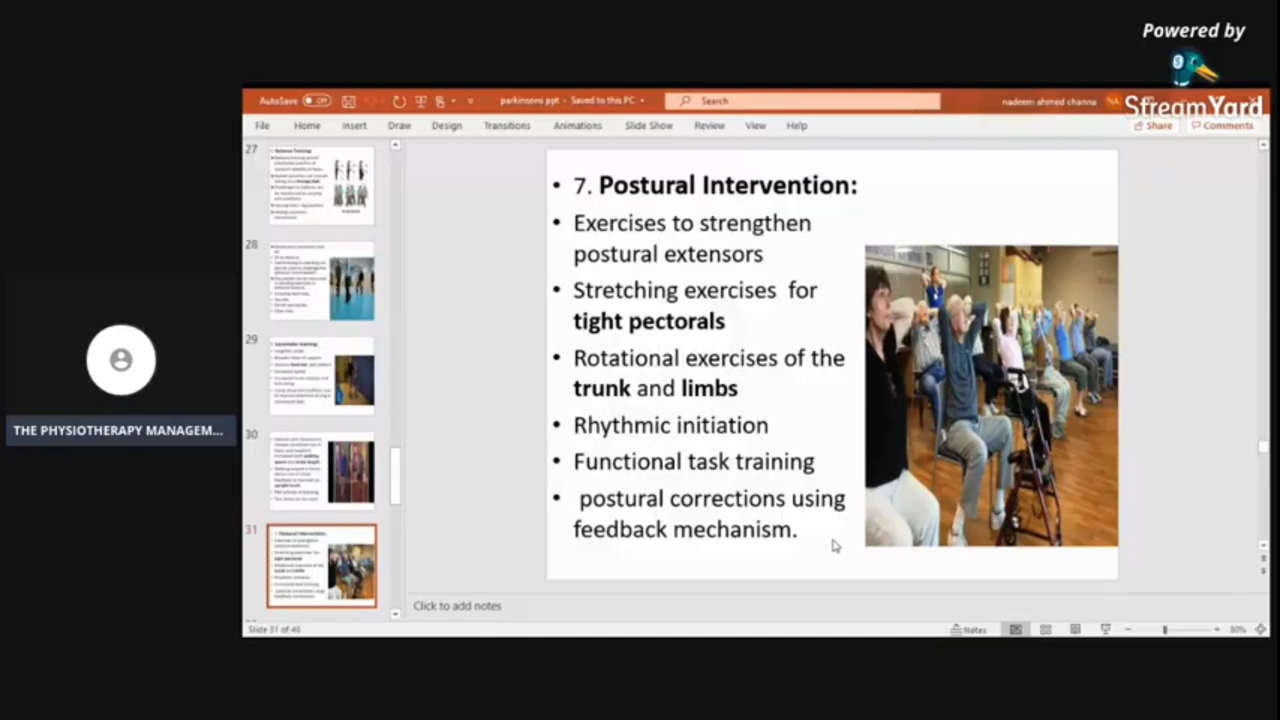 Powered by
StreamYard
AutoSave Off
parkinsons ppt - Saved to this PC
Search
nadeem ahmed channa
NA
File Home Insert Draw Design Transitions Animations Slide Show Review View Help
Share Comments
27
28
29
30
31
• 7. Postural Intervention:
• Exercises to strengthen
postural extensors
• Stretching exercises for
tight pectorals
• Rotational exercises of the
trunk and limbs
• Rhythmic initiation
• Functional task training
• postural corrections using
feedback mechanism.
THE PHYSIOTHERAPY MANAGEM...
Click to add notes
Slide 31 of 40
Notes
80%